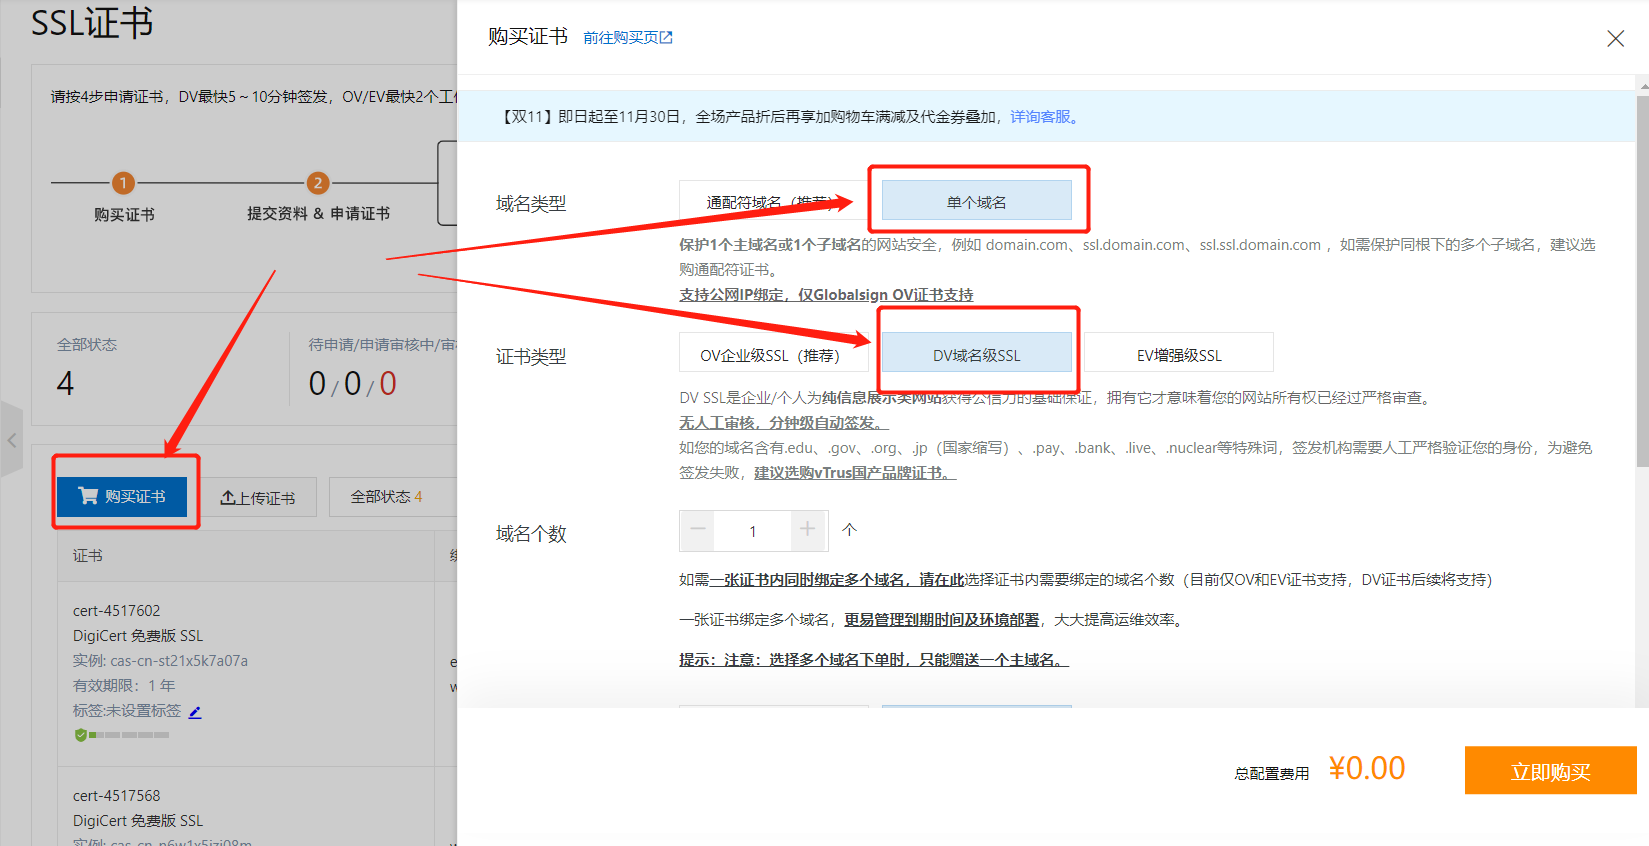 SSL证书
请按4步申请证书，DV最快5～10分钟签发，OV/EV最快2个工
1
购买证书
2
提交资料 & 申请证书
全部状态
4
待申请/申请审核中/审
0 / 0 / 0
购买证书
上传证书
全部状态 4
证书
cert-4517602
DigiCert 免费版 SSL
实例: cas-cn-st21x5k7a07a
有效期限：1 年
标签:未设置标签
e
w
cert-4517568
DigiCert 免费版 SSL
购买证书 前往购买页
【双11】即日起至11月30日，全场产品折后再享加购物车满减及代金券叠加，详询客服。
域名类型
通配符域名（推荐）
单个域名
保护1个主域名或1个子域名的网站安全，例如 domain.com、ssl.domain.com、ssl.ssl.domain.com ，如需保护同根下的多个子域名，建议选
购通配符证书。
支持公网IP绑定，仅Globalsign OV证书支持
证书类型
OV企业级SSL（推荐）
DV域名级SSL
EV增强级SSL
DV SSL是企业/个人为纯信息展示类网站获得公信力的基础保证，拥有它才意味着您的网站所有权已经过严格审查。
无人工审核，分钟级自动签发。
如您的域名含有.edu、.gov、.org、.jp（国家缩写）、.pay、.bank、.live、.nuclear等特殊词，签发机构需要人工严格验证您的身份，为避免
签发失败，建议选购vTrus国产品牌证书。
域名个数
1
个
如需一张证书内同时绑定多个域名，请在此选择证书内需要绑定的域名个数（目前仅OV和EV证书支持，DV证书后续将支持）
一张证书绑定多个域名，更易管理到期时间及环境部署，大大提高运维效率。
提示：注意：选择多个域名下单时，只能赠送一个主域名。
总配置费用 ¥0.00
立即购买